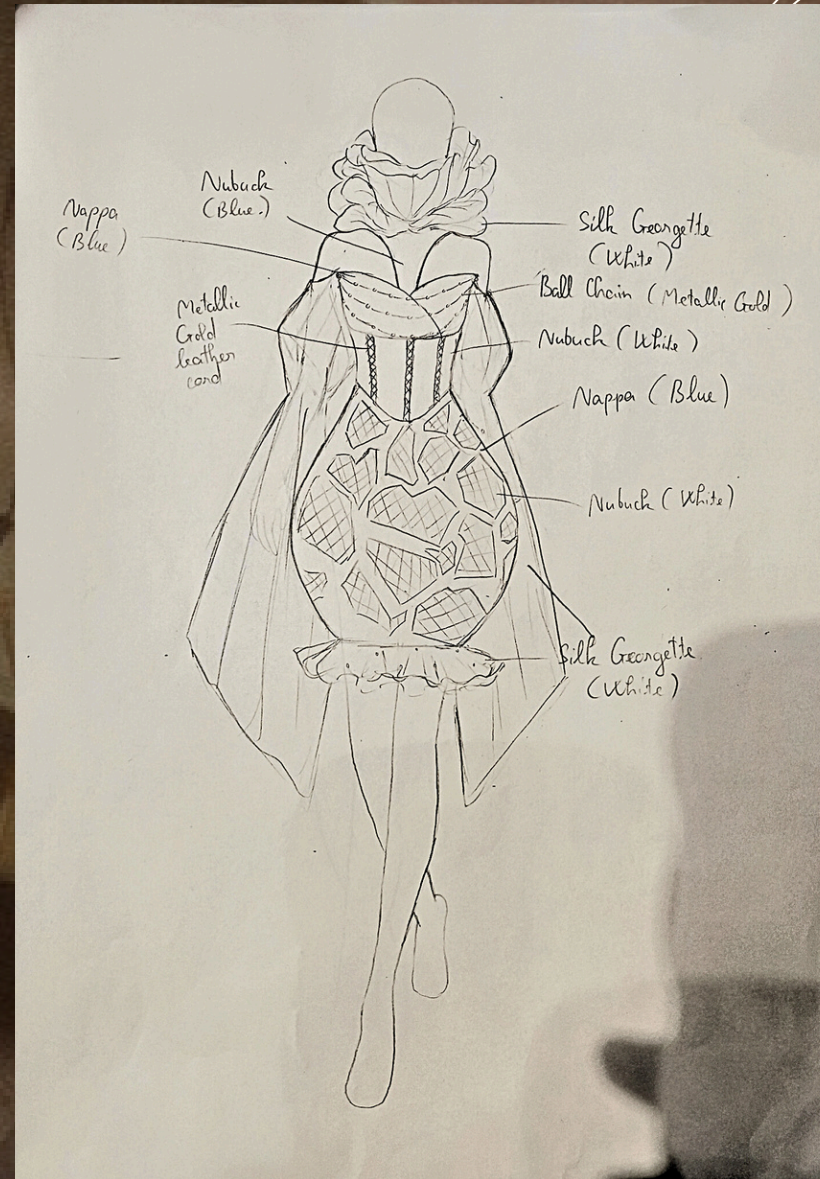 Nubuck
(Blue.)
Nappa
(Blue)
Metallic
Gold
leather
cord
Silk Georgette
(White)
Ball Chain (Metallic Gold)
Nubuck (White)
Nappa (Blue)
Nubuck (White)
Silk Georgette
(White)